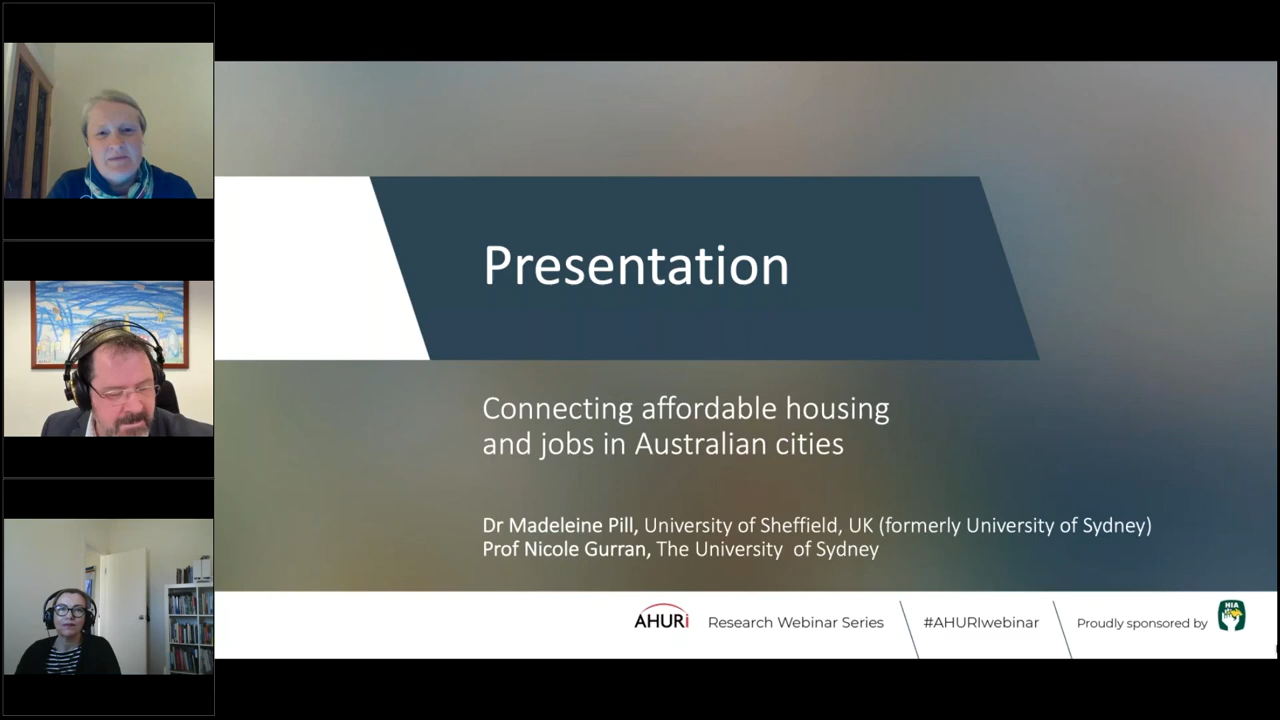 Presentation
Connecting affordable housing
and jobs in Australian cities
Dr Madeleine Pill, University of Sheffield, UK (formerly University of Sydney)
Prof Nicole Gurran, The University of Sydney
AHURI Research Webinar Series #AHURIwebinar Proudly sponsored by HIA